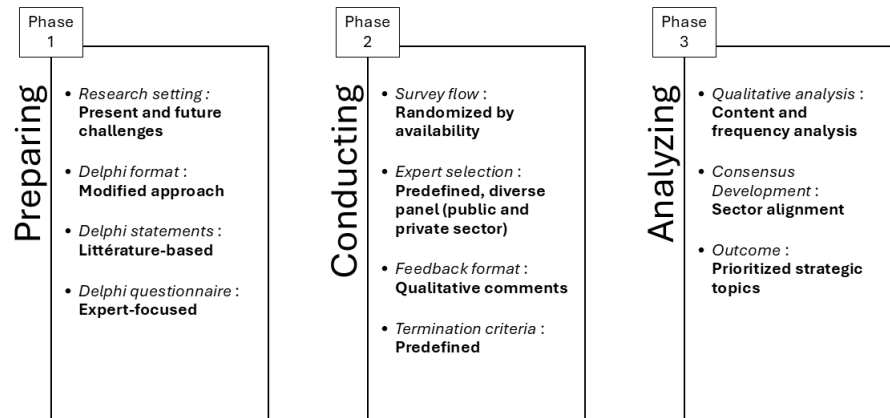 Phase
1
Preparing
• Research setting :
Present and future
challenges
• Delphi format :
Modified approach
• Delphi statements :
Littérature-based
• Delphi questionnaire :
Expert-focused
Phase
2
Conducting
• Survey flow :
Randomized by
availability
• Expert selection :
Predefined, diverse
panel (public and
private sector)
• Feedback format :
Qualitative comments
• Termination criteria :
Predefined
Phase
3
Analyzing
• Qualitative analysis :
Content and
frequency analysis
• Consensus
Development :
Sector alignment
• Outcome :
Prioritized strategic
topics